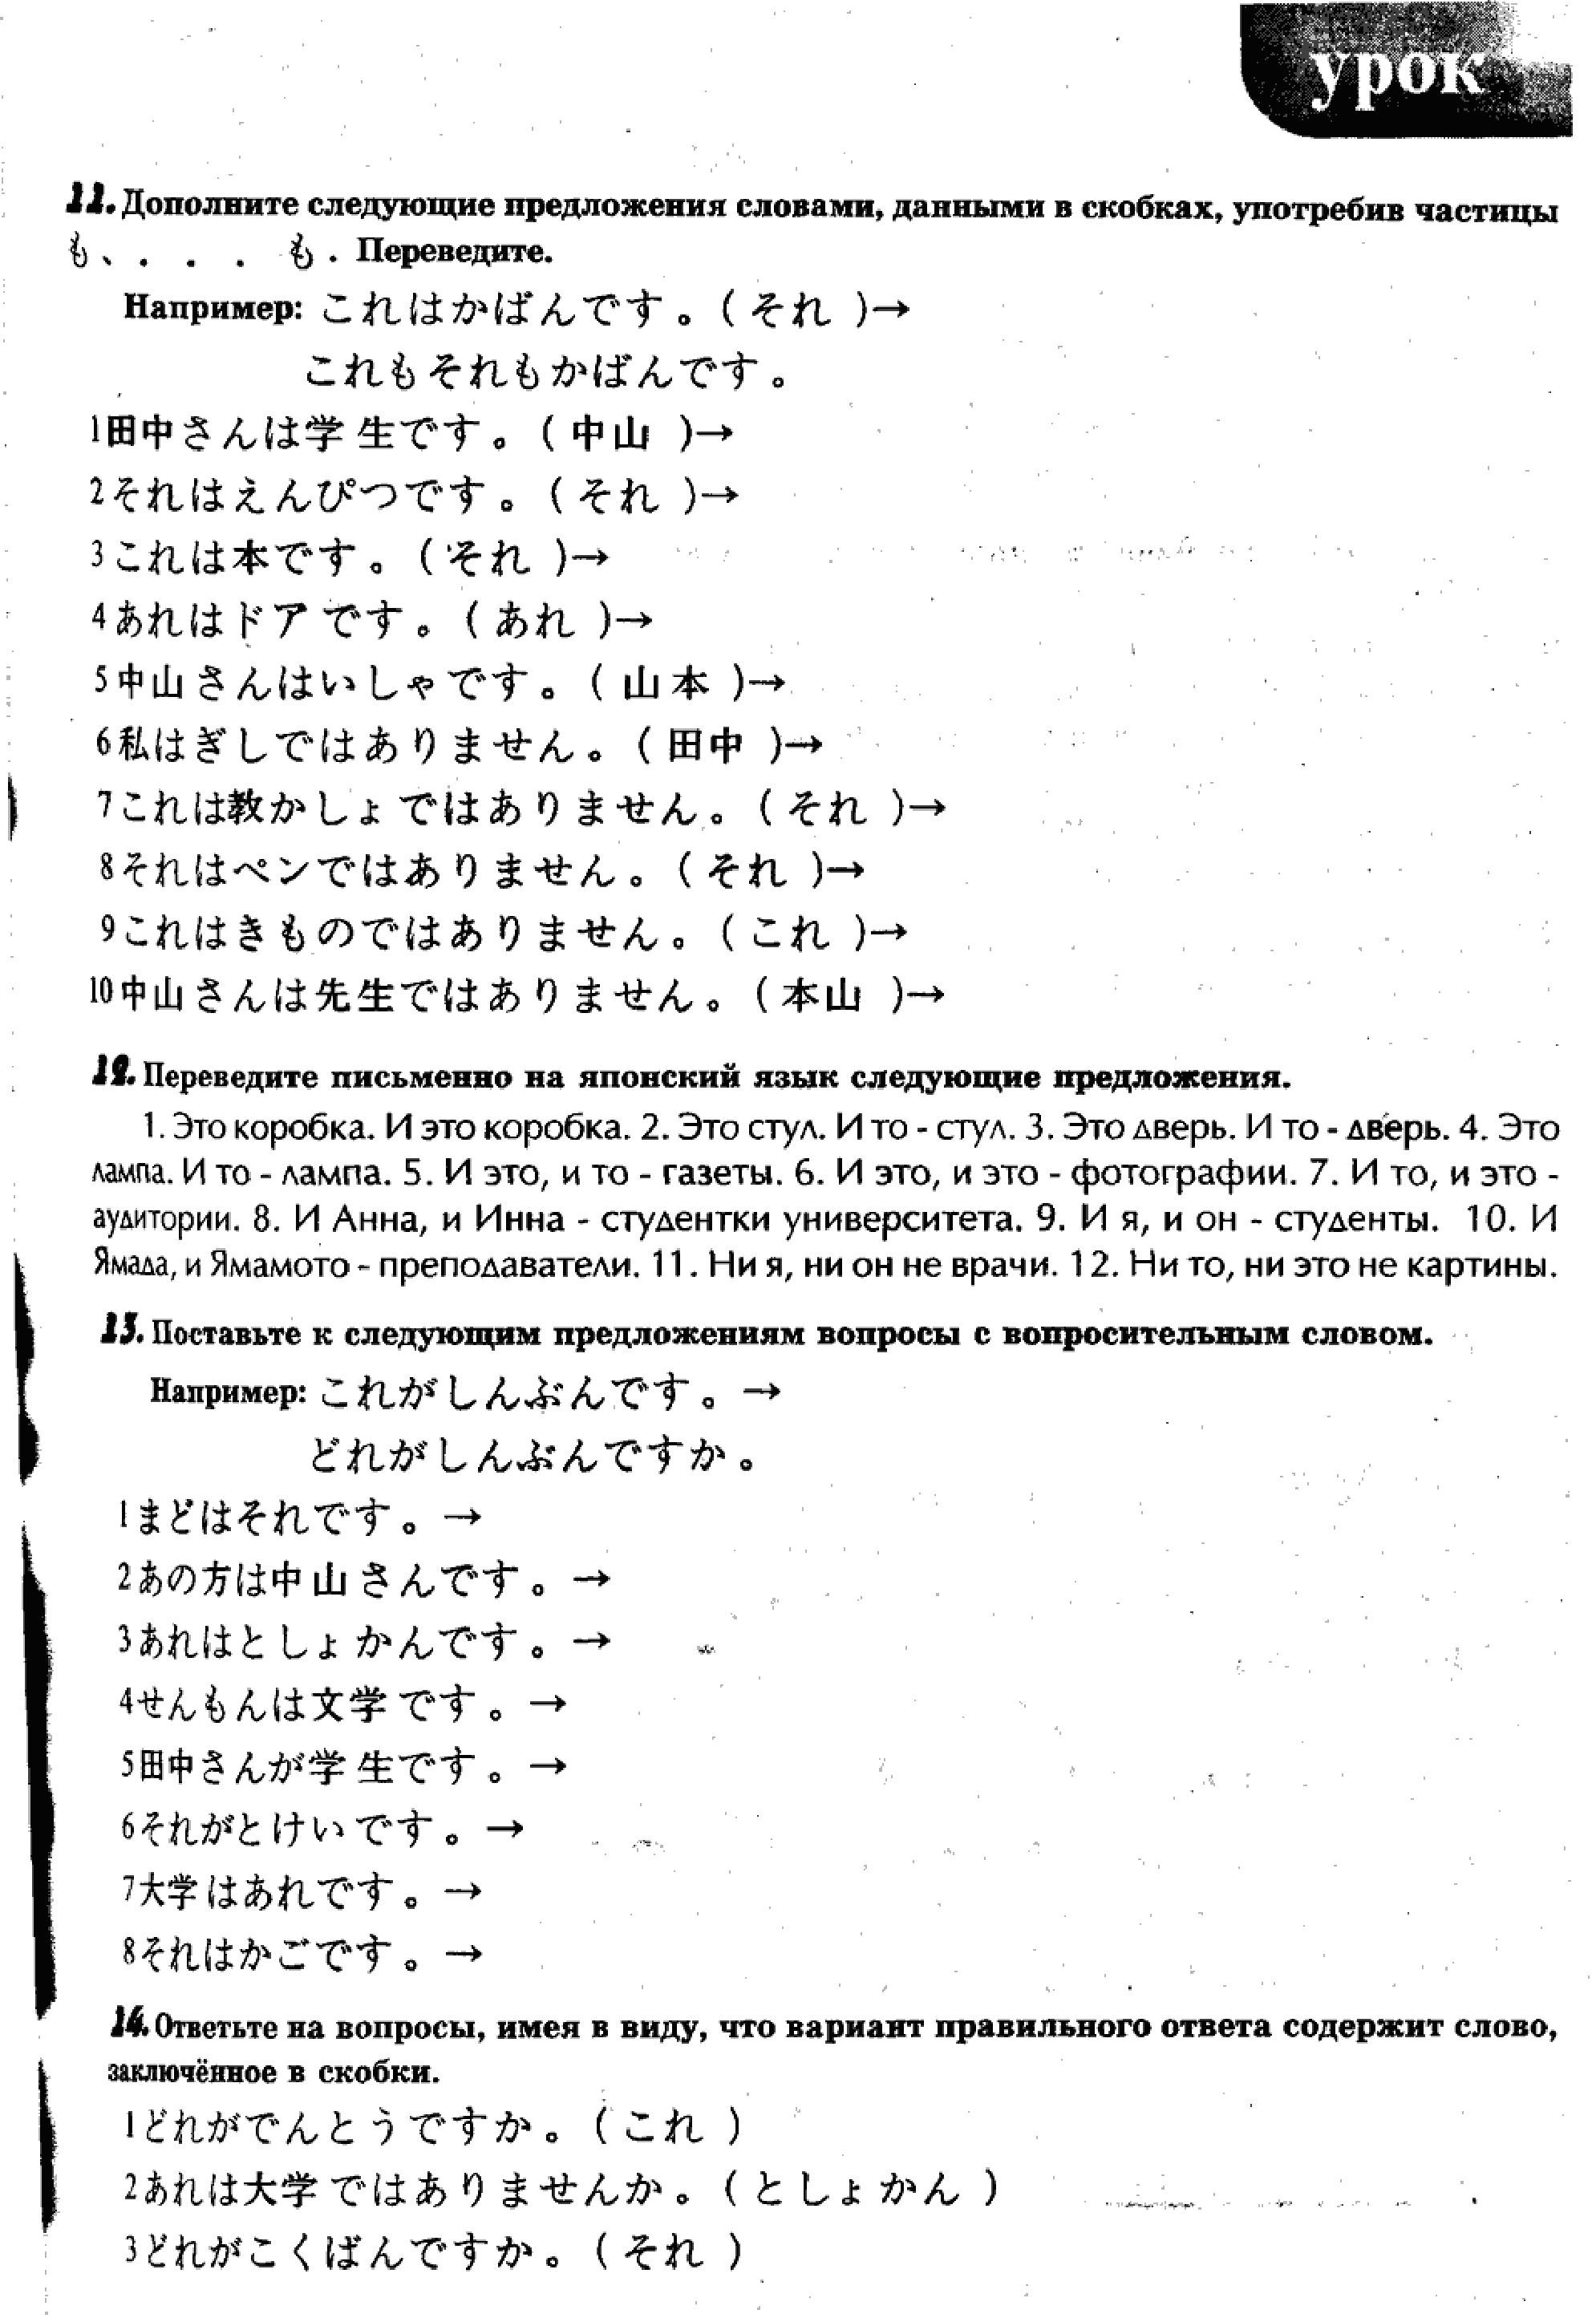 урок
11. Дополните следующие предложения словами, данными в скобках, употребив частицы
も、. . . も . Переведите.
Например: これはかばんです。( それ )→
これもそれもかばんです。
1田中さんは学生です。( 中山 )→
2それはえんぴつです。( それ )→
3これは本です。( それ )→
4あれはドアです。( あれ )→
5中山さんはいしゃです。( 山本 )→
6私はぎしではありません。( 田中 )→
7これは教かしょではありません。( それ )→
8それはペンではありません。( それ )→
9これはきものではありません。( これ )→
10中山さんは先生ではありません。( 本山 )→
12. Переведите письменно на японский язык следующие предложения.
1. Это коробка. И это коробка. 2. Это стул. И то - стул. 3. Это дверь. И то - дверь. 4. Это
лампа. И то - лампа. 5. И это, и то - газеты. 6. И это, и это - фотографии. 7. И то, и это -
аудитории. 8. И Анна, и Инна - студентки университета. 9. И я, и он - студенты. 10. И
Ямада, и Ямамото - преподаватели. 11. Ни я, ни он не врачи. 12. Ни то, ни это не картины.
13. Поставьте к следующим предложениям вопросы с вопросительным словом.
Например: これがしんぶんです。→
どれがしんぶんですか。
1まどはそれです。→
2あの方は中山さんです。→
3あれはとしょかんです。→
4せんもんは文学です。→
5田中さんが学生です。→
6それがとけいです。→
7大学はあれです。→
8それはかごです。→
14. Ответьте на вопросы, имея в виду, что вариант правильного ответа содержит слово,
заключённое в скобки.
1どれがでんとうですか。( これ )
2あれは大学ではありませんか。( としょかん )
3どれがこくばんですか。( それ )